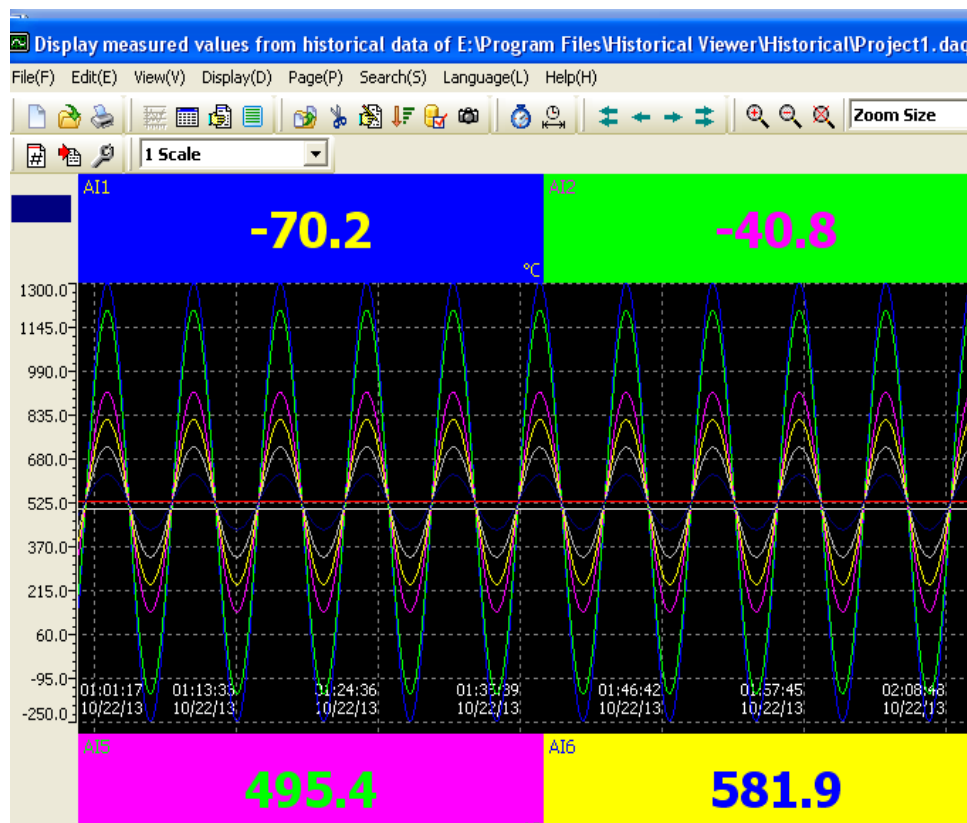 Display measured values from historical data of E:\Program Files\Historical Viewer\Historical\Project1.dac
File(F) Edit(E) View(V) Display(D) Page(P) Search(S) Language(L) Help(H)
Zoom Size
1 Scale
AI1 AI2
-70.2 -40.8
°C
1300.0
1145.0
990.0
835.0
680.0
525.0
370.0
215.0
60.0
-95.0
01:01:17 01:13:33 01:24:36 01:46:42 01:57:45 02:08:48
-250.0 10/22/13 10/22/13 10/22/13 10/22/13 10/22/13 10/22/13 10/22/13
AI5 AI6
495.4 581.9